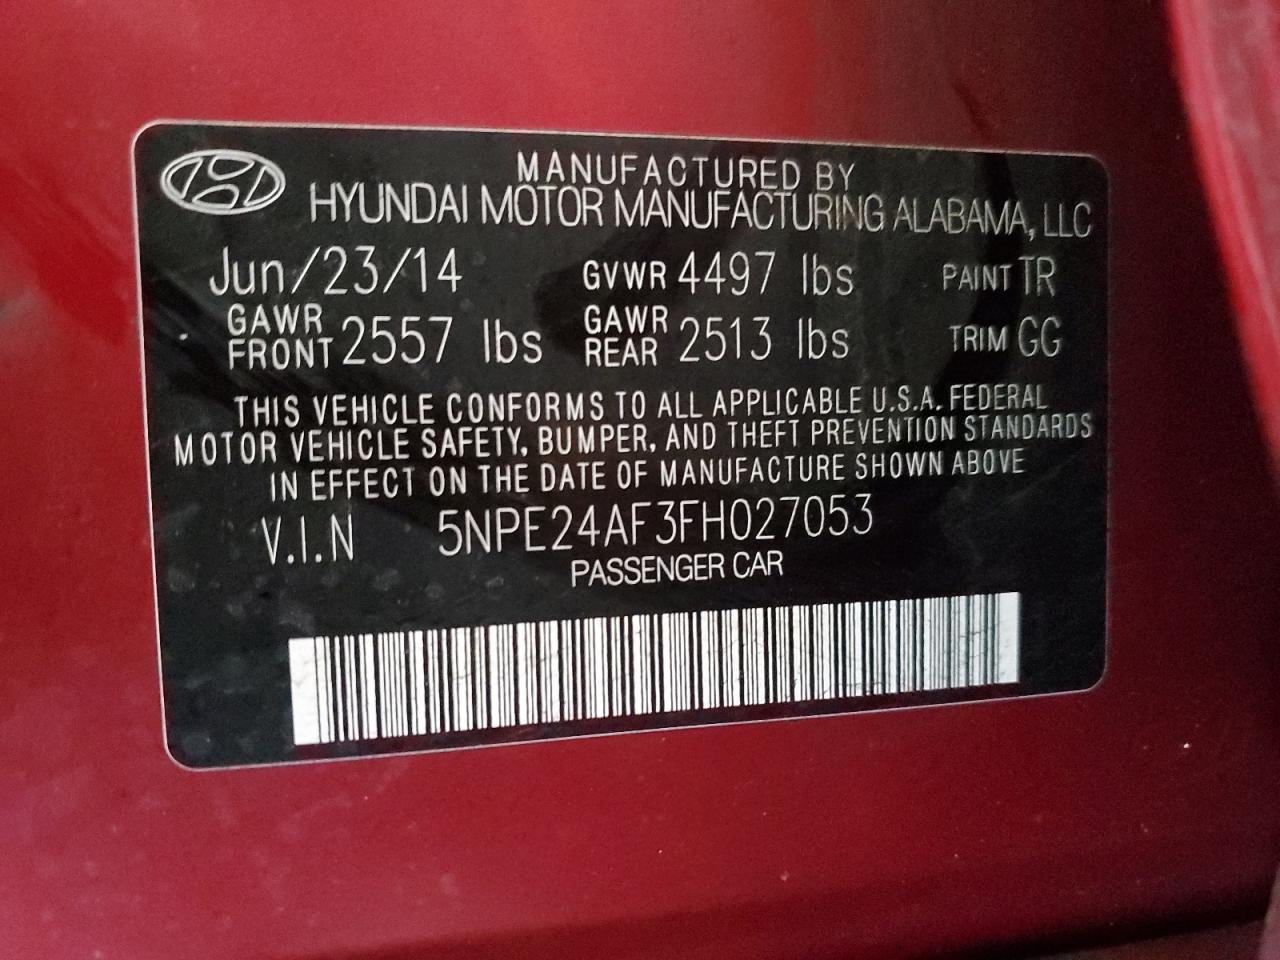 MANUFACTURED BY
HYUNDAI MOTOR MANUFACTURING ALABAMA, LLC
Jun/23/14 GVWR 4497 lbs PAINT TR
GAWR FRONT 2557 lbs GAWR REAR 2513 lbs TRIM GG
THIS VEHICLE CONFORMS TO ALL APPLICABLE U.S.A. FEDERAL
MOTOR VEHICLE SAFETY, BUMPER, AND THEFT PREVENTION STANDARDS
IN EFFECT ON THE DATE OF MANUFACTURE SHOWN ABOVE
V.I.N 5NPE24AF3FH027053
PASSENGER CAR